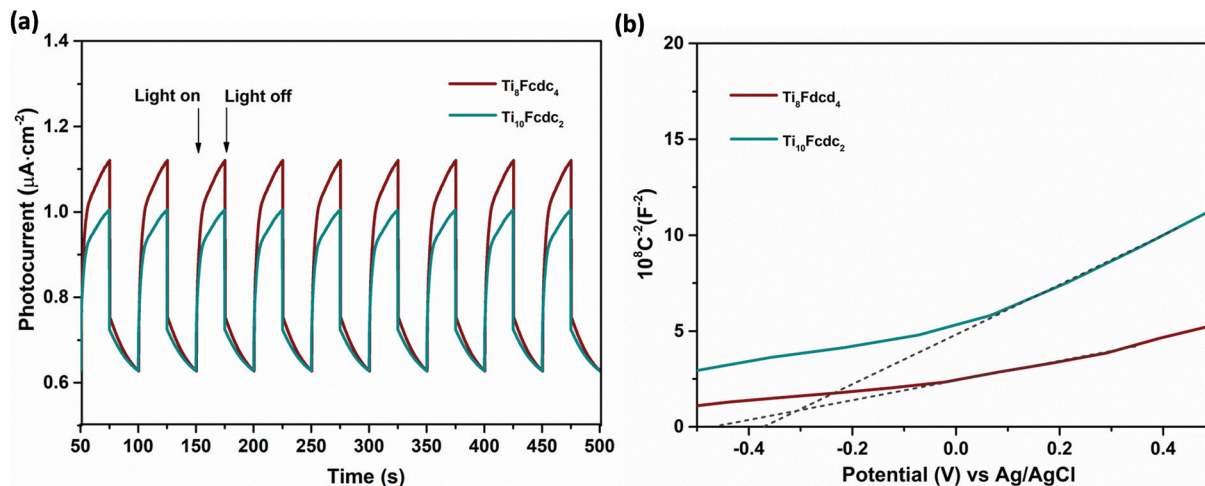 (a)
Photocurrent (μA·cm⁻²)
1.4
1.2
1.0
0.8
0.6
Light on
Light off
Ti₈Fcdc₄
Ti₁₀Fcdc₂
50 100 150 200 250 300 350 400 450 500
Time (s)
(b)
10⁸C⁻²(F⁻²)
20
15
10
5
0
Ti₈Fdcd₄
Ti₁₀Fcdc₂
-0.4 -0.2 0.0 0.2 0.4
Potential (V) vs Ag/AgCl